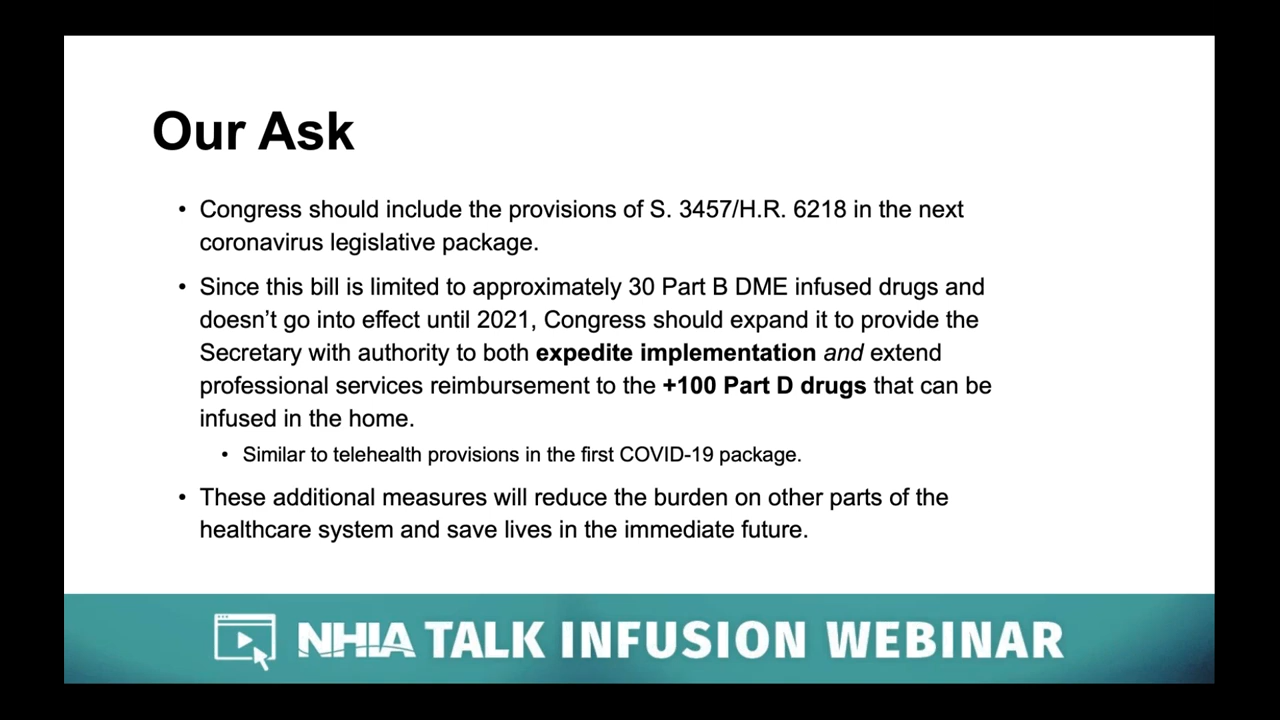 Our Ask
• Congress should include the provisions of S. 3457/H.R. 6218 in the next
coronavirus legislative package.
• Since this bill is limited to approximately 30 Part B DME infused drugs and
doesn’t go into effect until 2021, Congress should expand it to provide the
Secretary with authority to both expedite implementation and extend
professional services reimbursement to the +100 Part D drugs that can be
infused in the home.
• Similar to telehealth provisions in the first COVID-19 package.
• These additional measures will reduce the burden on other parts of the
healthcare system and save lives in the immediate future.
NHIA TALK INFUSION WEBINAR